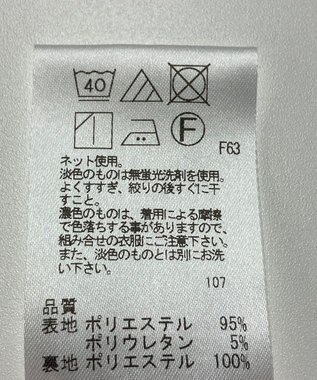 40
F
F63
ネット使用。
淡色のものは無蛍光洗剤を使用。
よくすすぎ、絞りの後すぐに干
すこと。
濃色のものは、着用による摩擦
で色落ちする事がありますので、
組み合せの衣服にご注意下さい。
また、淡色のものとは別にお洗
い下さい。
107
品質
表地 ポリエステル 95%
ポリウレタン 5%
裏地 ポリエステル 100%